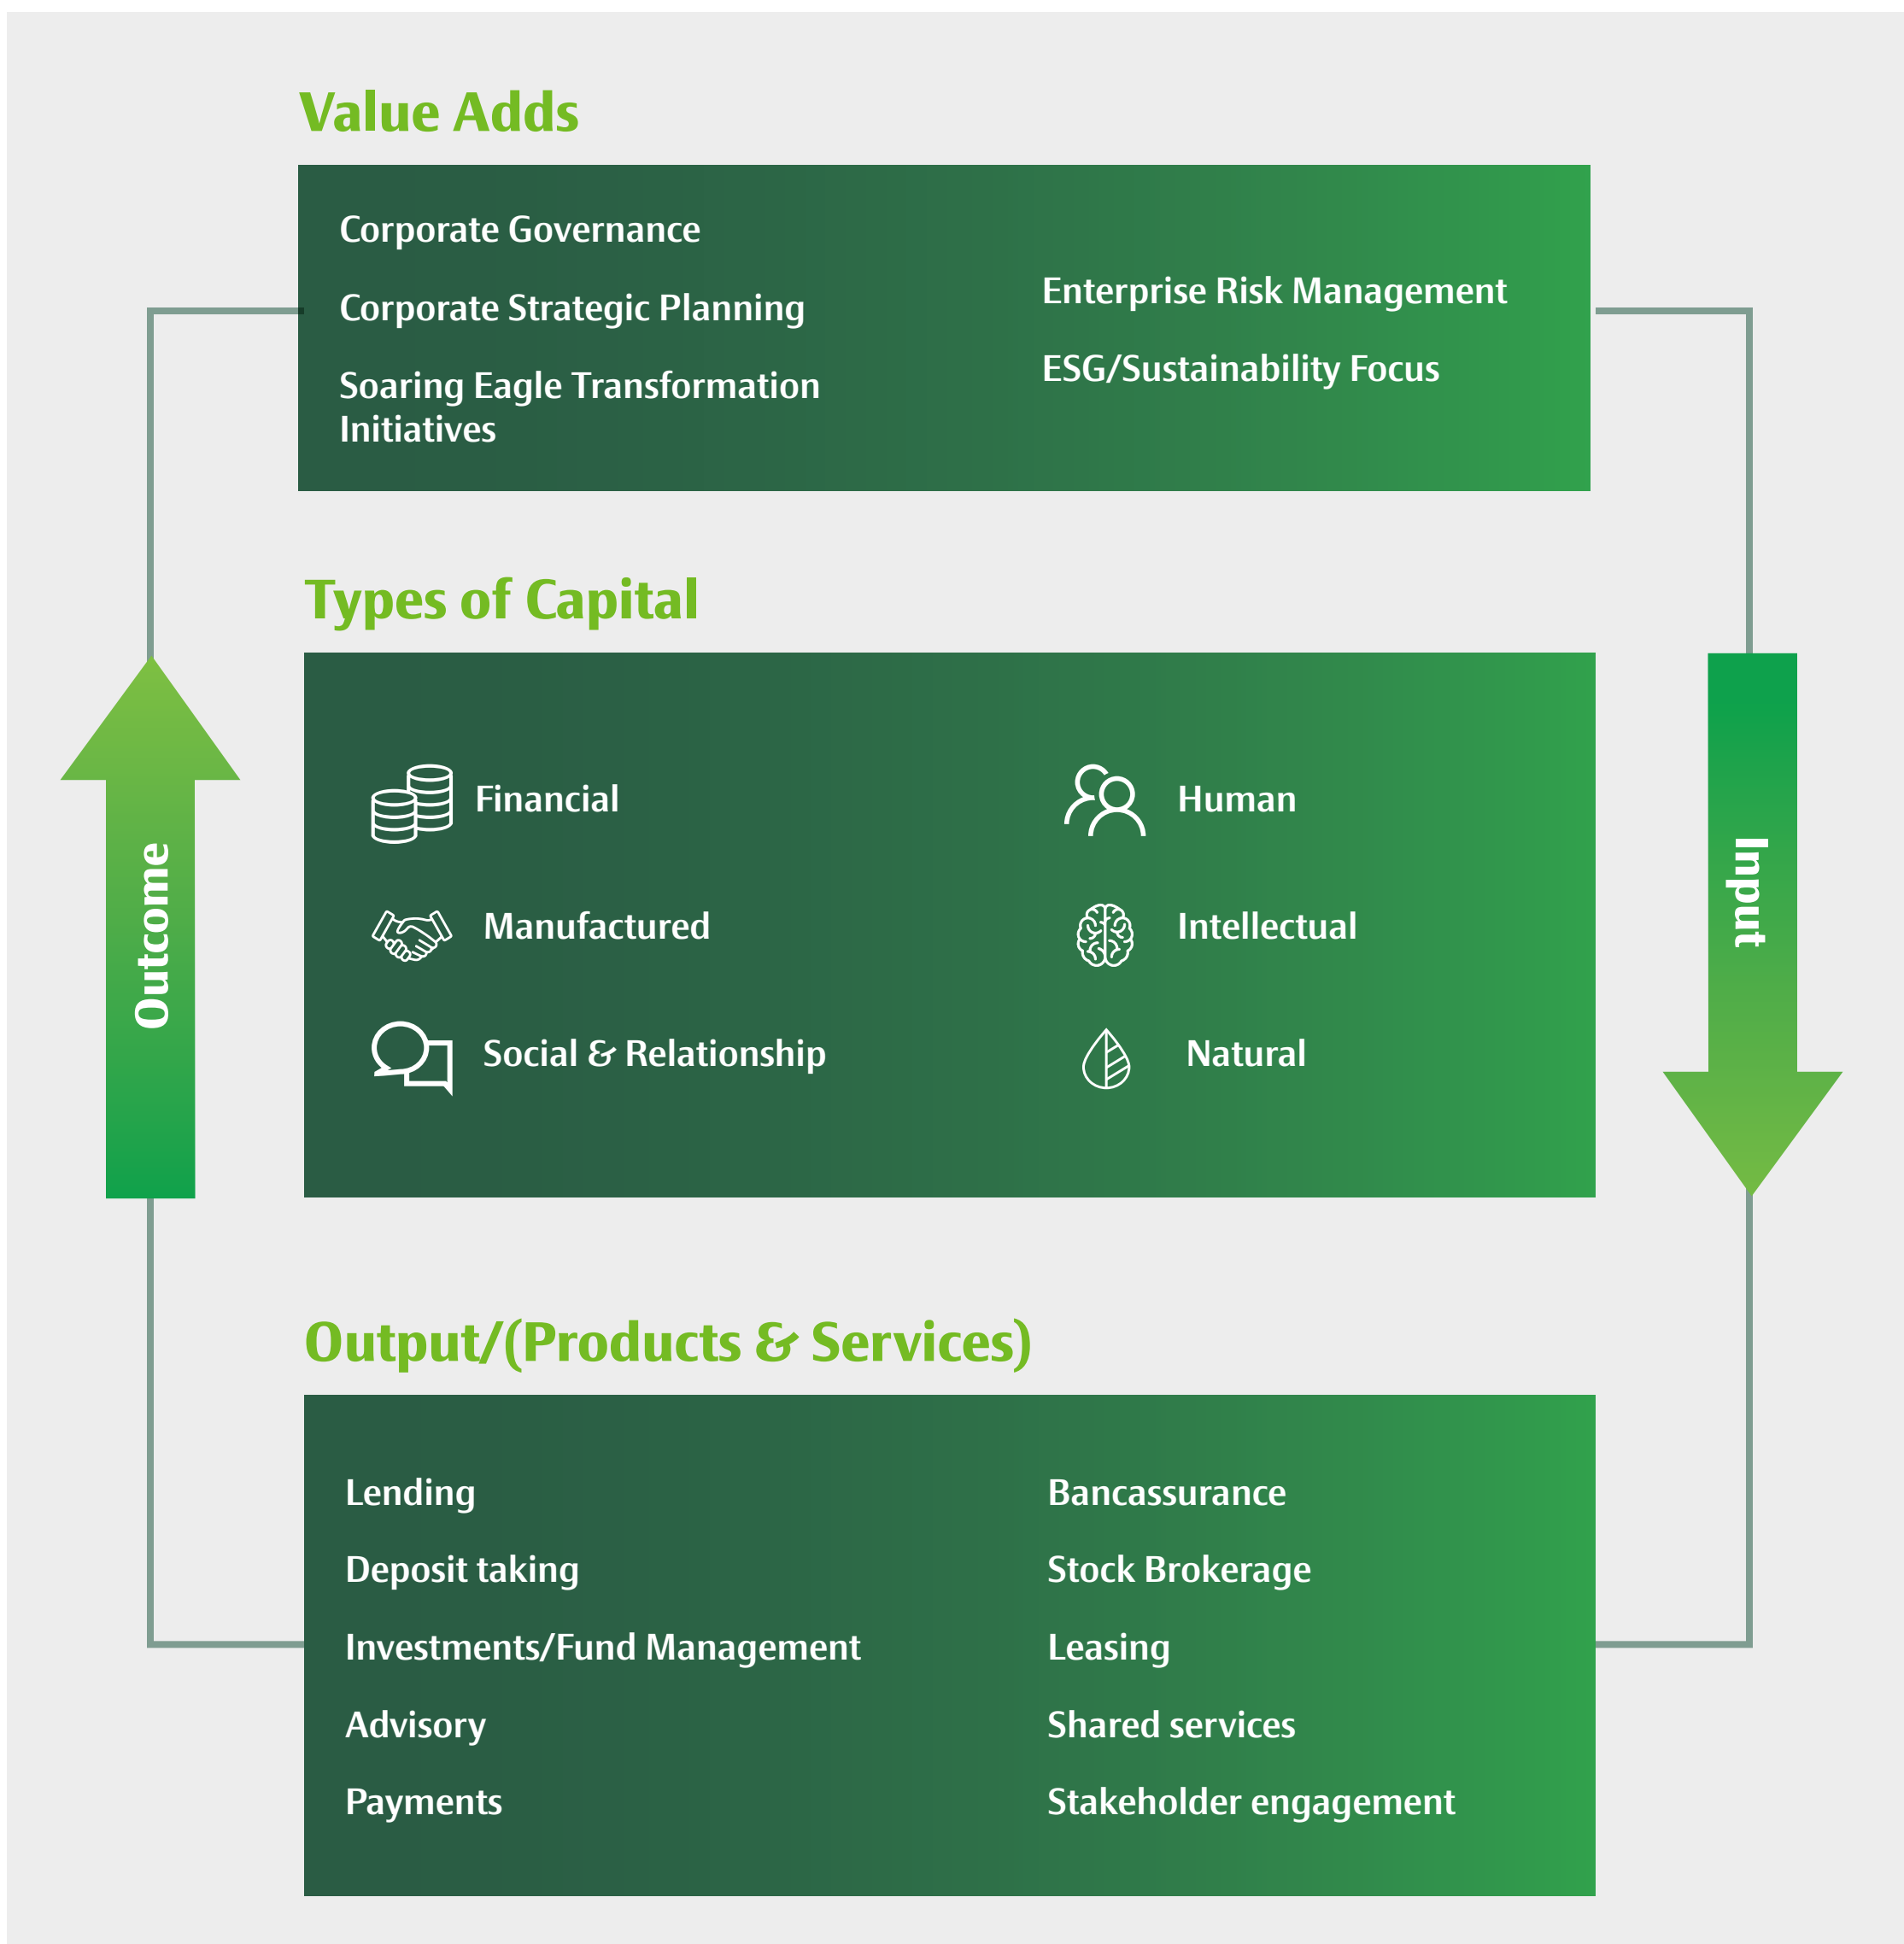 Value Adds
Corporate Governance
Corporate Strategic Planning
Soaring Eagle Transformation
Initiatives
Enterprise Risk Management
ESG/Sustainability Focus
Types of Capital
Financial
Manufactured
Social & Relationship
Human
Intellectual
Natural
Outcome
Input
Output/(Products & Services)
Lending
Deposit taking
Investments/Fund Management
Advisory
Payments
Bancassurance
Stock Brokerage
Leasing
Shared services
Stakeholder engagement